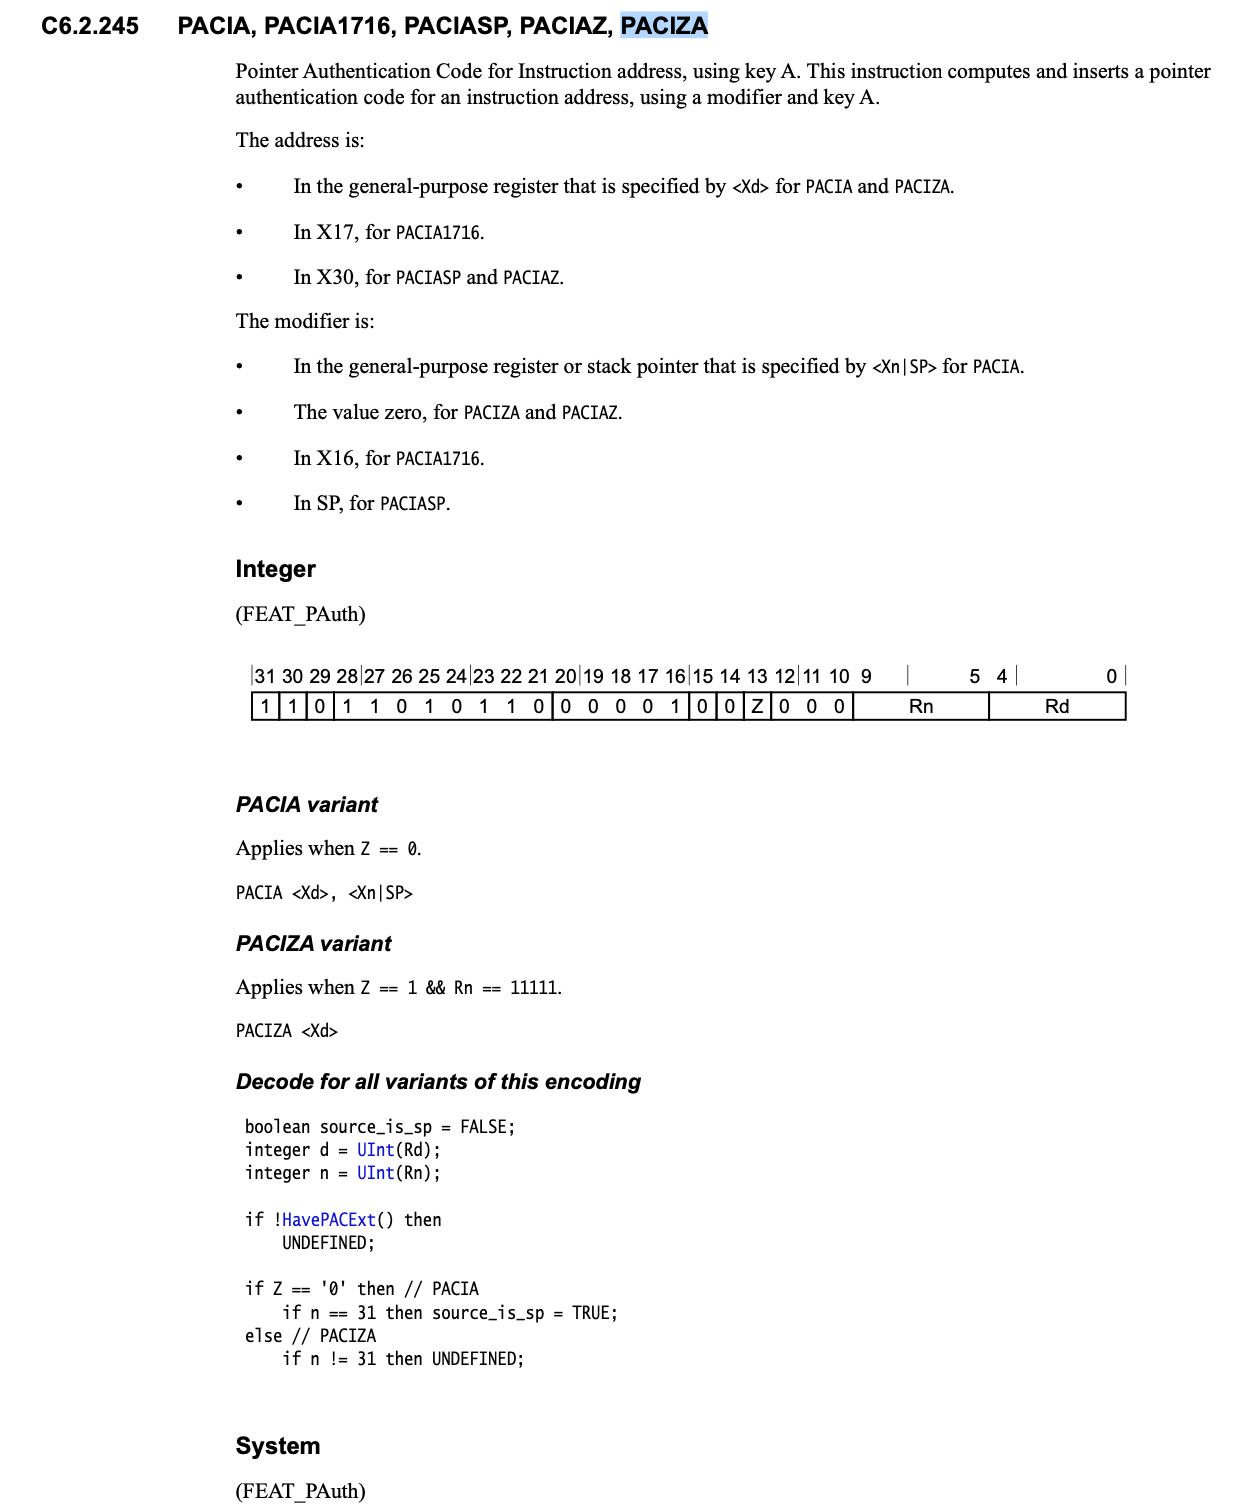 C6.2.245 PACIA, PACIA1716, PACIASP, PACIAZ, PACIZA
Pointer Authentication Code for Instruction address, using key A. This instruction computes and inserts a pointer
authentication code for an instruction address, using a modifier and key A.
The address is:
• In the general-purpose register that is specified by <Xd> for PACIA and PACIZA.
• In X17, for PACIA1716.
• In X30, for PACIASP and PACIAZ.
The modifier is:
• In the general-purpose register or stack pointer that is specified by <Xn|SP> for PACIA.
• The value zero, for PACIZA and PACIAZ.
• In X16, for PACIA1716.
• In SP, for PACIASP.
Integer
(FEAT_PAuth)
|31 30 29 28|27 26 25 24|23 22 21 20|19 18 17 16|15 14 13 12|11 10 9 | 5 4| 0|
1 1 0 1 1 0 1 0 1 1 0 0 0 0 0 1 0 0 Z 0 0 0 Rn Rd
PACIA variant
Applies when Z == 0.
PACIA <Xd>, <Xn|SP>
PACIZA variant
Applies when Z == 1 && Rn == 11111.
PACIZA <Xd>
Decode for all variants of this encoding
boolean source_is_sp = FALSE;
integer d = UInt(Rd);
integer n = UInt(Rn);
if !HavePACExt() then
UNDEFINED;
if Z == '0' then // PACIA
if n == 31 then source_is_sp = TRUE;
else // PACIZA
if n != 31 then UNDEFINED;
System
(FEAT_PAuth)